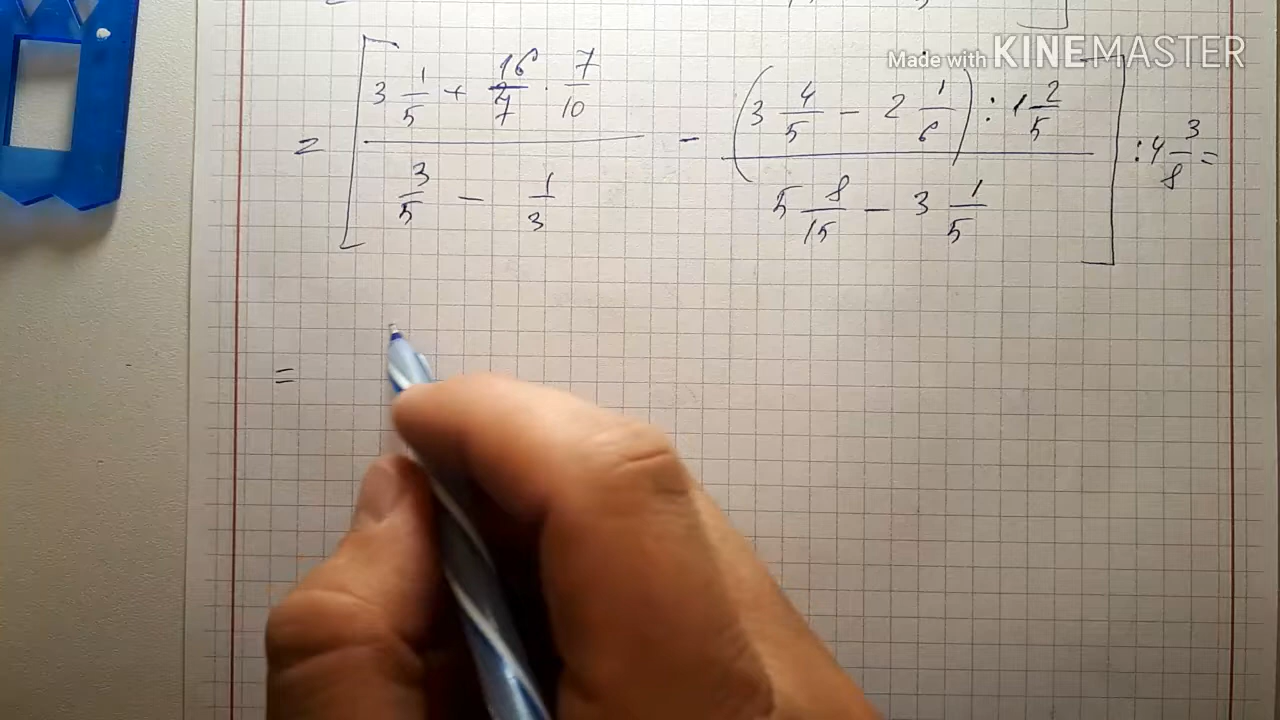 Made with KINEMASTER
= [ (3 1/5 + 16/7 · 7/10) / (3/5 − 1/3) − ((3 4/5 − 2 1/6) : 1 2/5) / (5 8/15 − 3 1/5) ] : 4 3/8 =
=